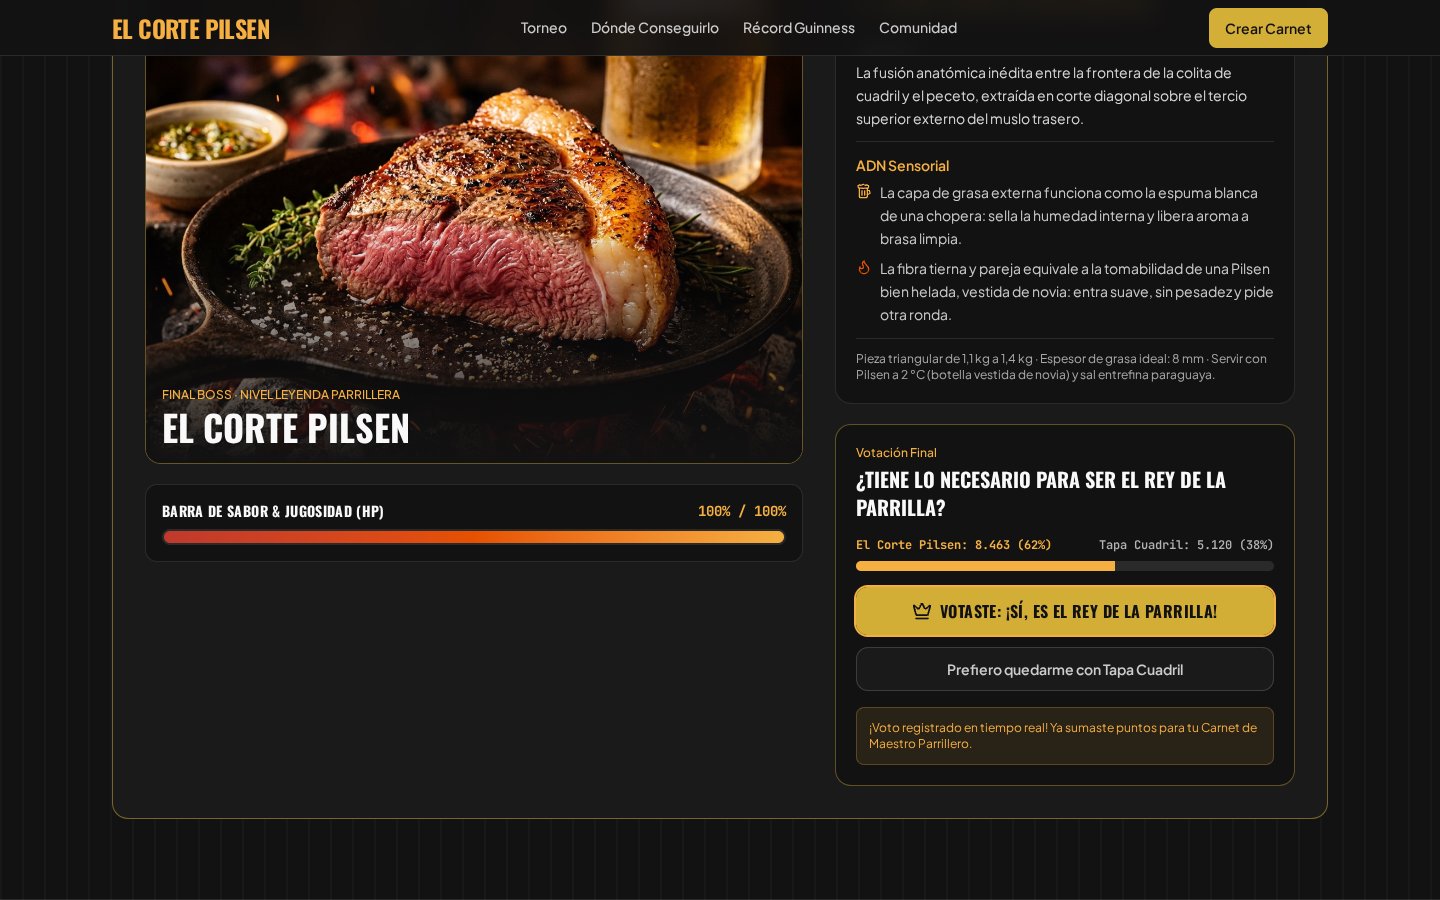 EL CORTE PILSEN
Torneo
Dónde Conseguirlo
Récord Guinness
Comunidad
Crear Carnet
FINAL BOSS · NIVEL LEYENDA PARRILLERA
EL CORTE PILSEN
BARRA DE SABOR & JUGOSIDAD (HP)
100% / 100%
La fusión anatómica inédita entre la frontera de la colita de
cuadril y el peceto, extraída en corte diagonal sobre el tercio
superior externo del muslo trasero.
ADN Sensorial
La capa de grasa externa funciona como la espuma blanca
de una chopera: sella la humedad interna y libera aroma a
brasa limpia.
La fibra tierna y pareja equivale a la tomabilidad de una Pilsen
bien helada, vestida de novia: entra suave, sin pesadez y pide
otra ronda.
Pieza triangular de 1,1 kg a 1,4 kg · Espesor de grasa ideal: 8 mm · Servir con
Pilsen a 2 °C (botella vestida de novia) y sal entrefina paraguaya.
Votación Final
¿TIENE LO NECESARIO PARA SER EL REY DE LA
PARRILLA?
El Corte Pilsen: 8.463 (62%)
Tapa Cuadril: 5.120 (38%)
VOTASTE: ¡SÍ, ES EL REY DE LA PARRILLA!
Prefiero quedarme con Tapa Cuadril
¡Voto registrado en tiempo real! Ya sumaste puntos para tu Carnet de
Maestro Parrillero.